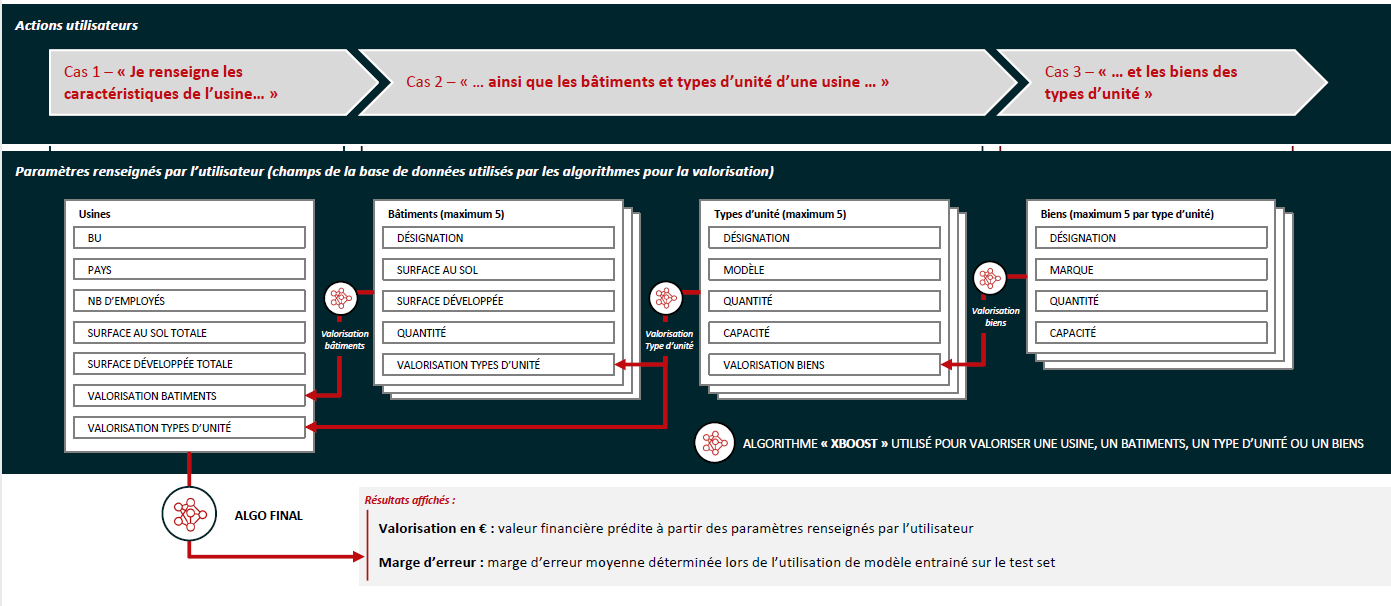 Actions utilisateurs
Cas 1 – « Je renseigne les
caractéristiques de l'usine… »
Cas 2 – « … ainsi que les bâtiments et types d'unité d'une usine … »
Cas 3 – « … et les biens des
types d'unité »
Paramètres renseignés par l'utilisateur (champs de la base de données utilisés par les algorithmes pour la valorisation)
Usines
BU
PAYS
NB D'EMPLOYÉS
SURFACE AU SOL TOTALE
SURFACE DÉVELOPPÉE TOTALE
VALORISATION BATIMENTS
VALORISATION TYPES D'UNITÉ
Valorisation
bâtiments
Bâtiments (maximum 5)
DÉSIGNATION
SURFACE AU SOL
SURFACE DÉVELOPPÉE
QUANTITÉ
VALORISATION TYPES D'UNITÉ
Valorisation
Type d'unité
Types d'unité (maximum 5)
DÉSIGNATION
MODÈLE
QUANTITÉ
CAPACITÉ
VALORISATION BIENS
Valorisation
biens
Biens (maximum 5 par type d'unité)
DÉSIGNATION
MARQUE
QUANTITÉ
CAPACITÉ
ALGORITHME « XBOOST » UTILISÉ POUR VALORISER UNE USINE, UN BATIMENTS, UN TYPE D'UNITÉ OU UN BIENS
ALGO FINAL
Résultats affichés :
Valorisation en € : valeur financière prédite à partir des paramètres renseignés par l'utilisateur
Marge d'erreur : marge d'erreur moyenne déterminée lors de l'utilisation de modèle entrainé sur le test set